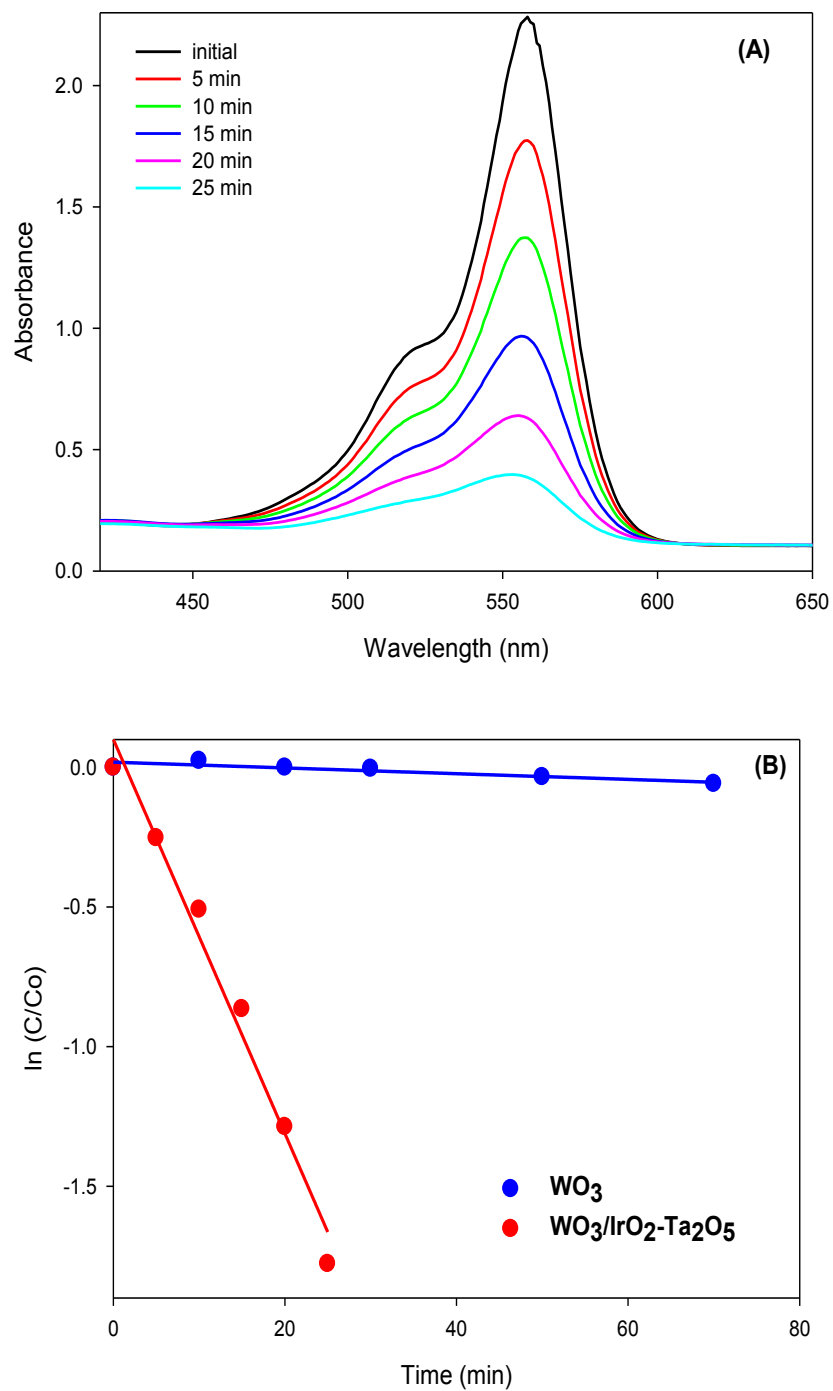 (A)
initial
5 min
10 min
15 min
20 min
25 min
2.0
1.5
1.0
0.5
0.0
Absorbance
450 500 550 600 650
Wavelength (nm)
(B)
0.0
-0.5
-1.0
-1.5
ln (C/Co)
WO3
WO3/IrO2-Ta2O5
0 20 40 60 80
Time (min)